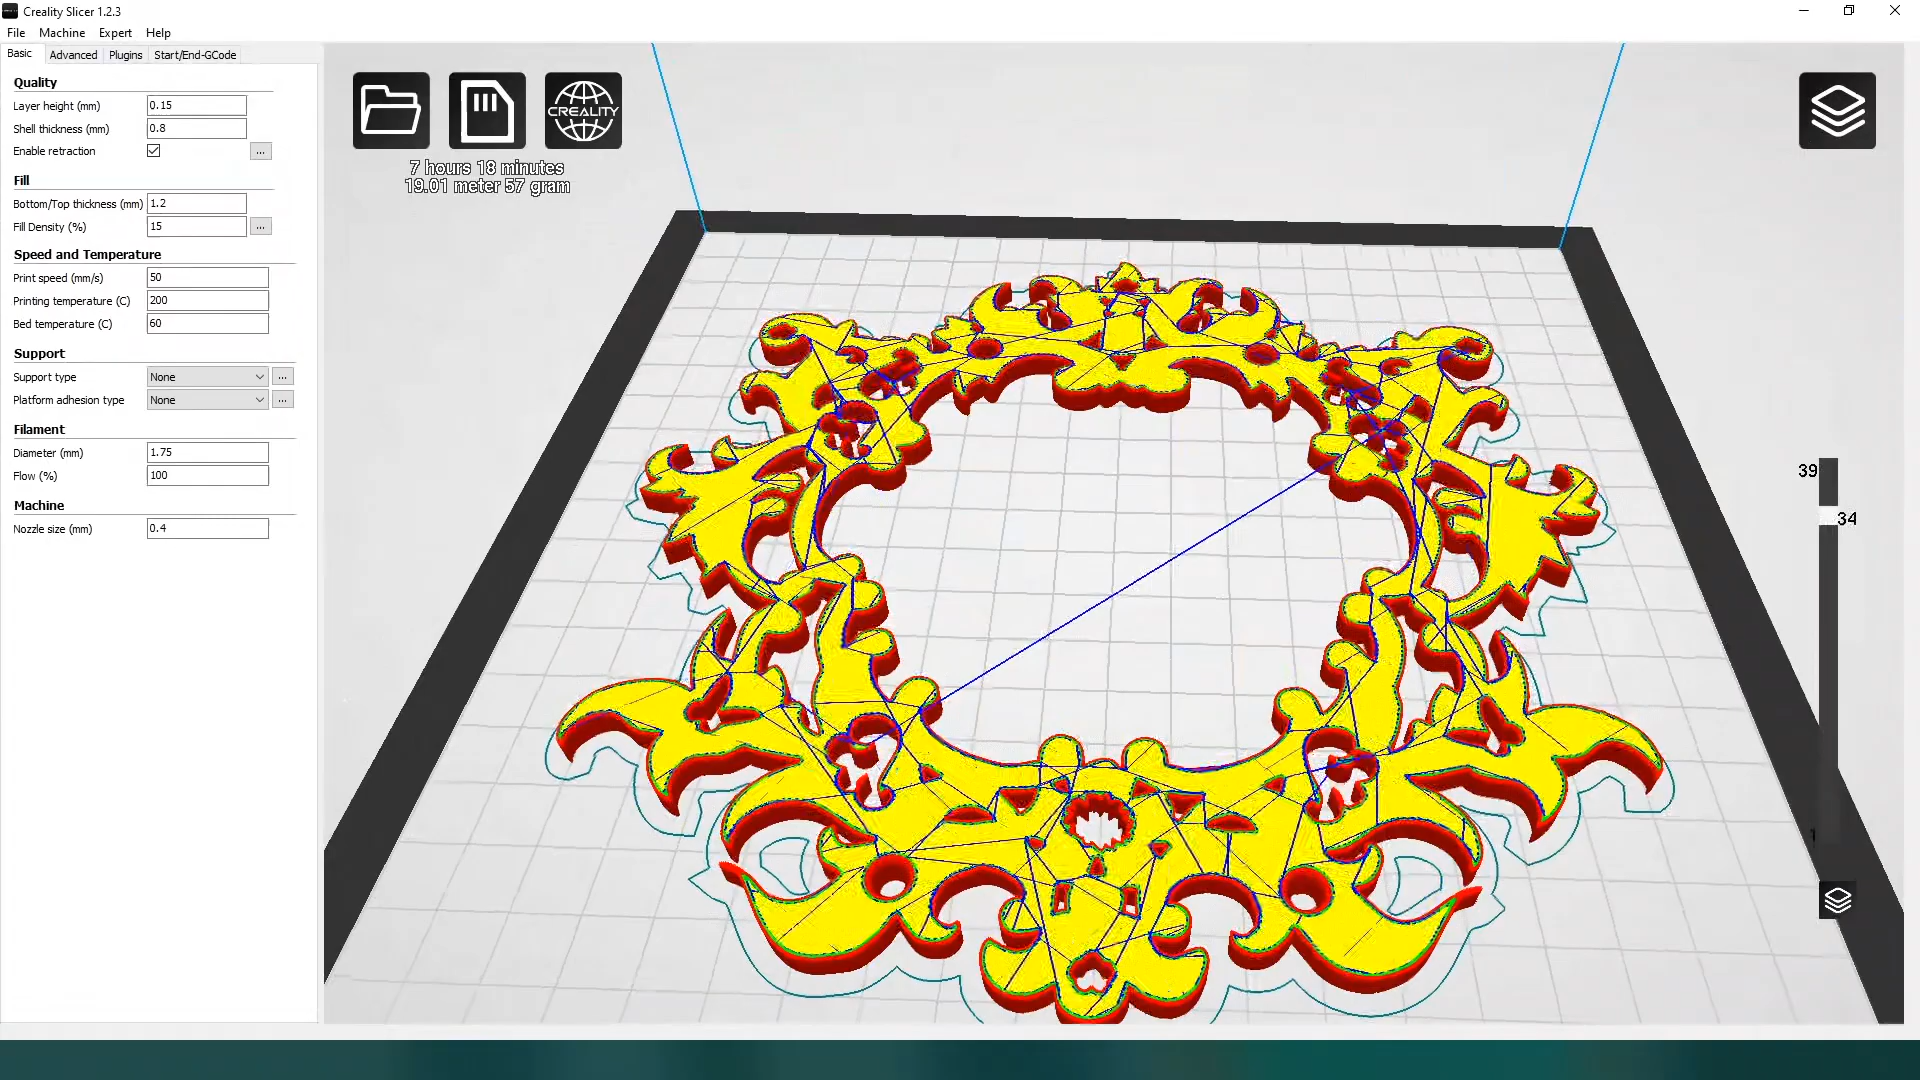 Creality Slicer 1.2.3
File Machine Expert Help
Basic Advanced Plugins Start/End-GCode
Quality
Layer height (mm) 0.15
Shell thickness (mm) 0.8
Enable retraction ...
Fill
Bottom/Top thickness (mm) 1.2
Fill Density (%) 15 ...
Speed and Temperature
Print speed (mm/s) 50
Printing temperature (C) 200
Bed temperature (C) 60
Support
Support type None ...
Platform adhesion type None ...
Filament
Diameter (mm) 1.75
Flow (%) 100
Machine
Nozzle size (mm) 0.4
CREALITY
7 hours 18 minutes
19.01 meter 57 gram
39
34
1